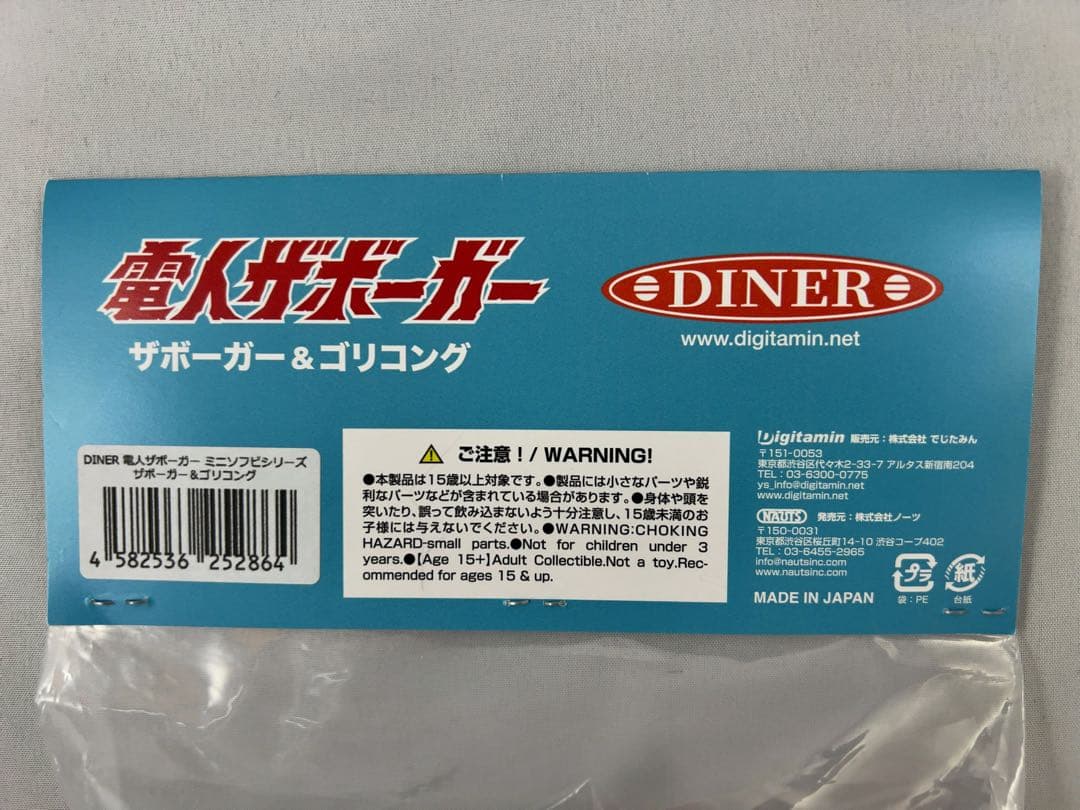 電人ザボーガー
ザボーガー&ゴリコング
DINER
www.digitamin.net
DINER 電人ザボーガー ミニソフビシリーズ
ザボーガー&ゴリコング
4 582536 252864
ご注意!/ WARNING!
●本製品は15歳以上対象です。●製品には小さなパーツや鋭
利なパーツなどが含まれている場合があります。●身体や頭を
突いたり、誤って飲み込まないよう十分注意し、15歳未満のお
子様には与えないでください。●WARNING:CHOKING
HAZARD-small parts.●Not for children under 3
years.●【Age 15+】Adult Collectible.Not a toy.Rec-
ommended for ages 15 & up.
Digitamin 販売元:株式会社 でじたみん
〒151-0053
東京都渋谷区代々木2-33-7 アルタス新宿南204
TEL:03-6300-0775
ys_info@digitamin.net
www.digitamin.net
NAUTS 発売元:株式会社ノーツ
〒150-0031
東京都渋谷区桜丘町14-10 渋谷コープ402
TEL:03-6455-2965
www.nautsinc.com
www.nautsinc.com
MADE IN JAPAN
プラ
袋:PE
紙
台紙